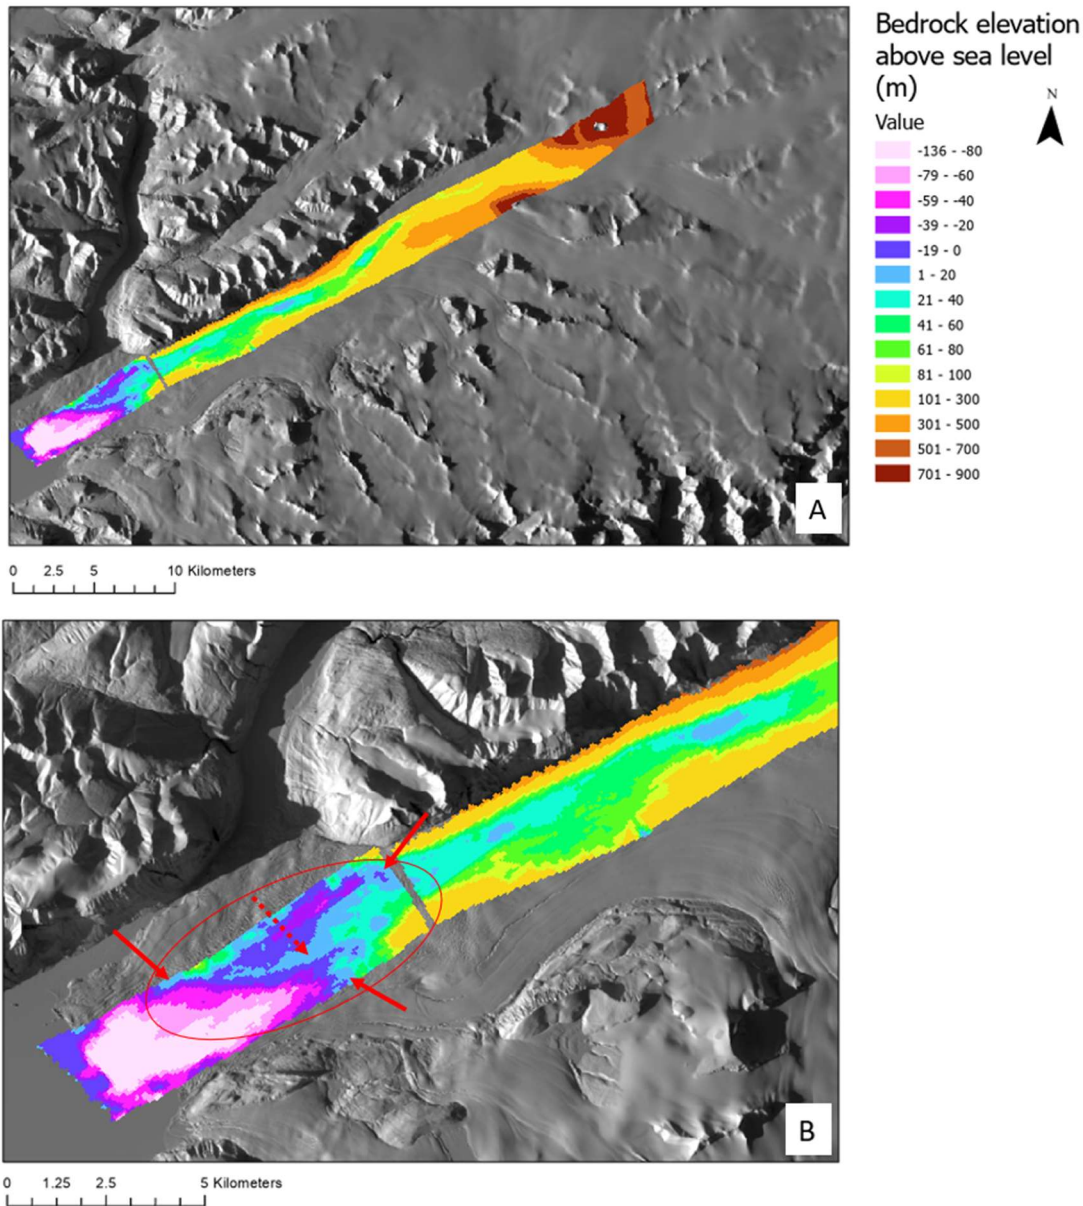 Bedrock elevation
above sea level
(m)
N
Value
-136 - -80
-79 - -60
-59 - -40
-39 - -20
-19 - 0
1 - 20
21 - 40
41 - 60
61 - 80
81 - 100
101 - 300
301 - 500
501 - 700
701 - 900
A
0 2.5 5 10 Kilometers
B
0 1.25 2.5 5 Kilometers